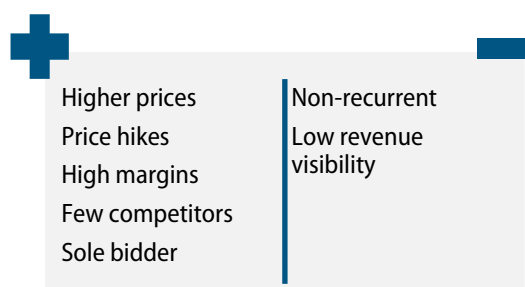 Higher prices
Price hikes
High margins
Few competitors
Sole bidder
Non-recurrent
Low revenue
visibility